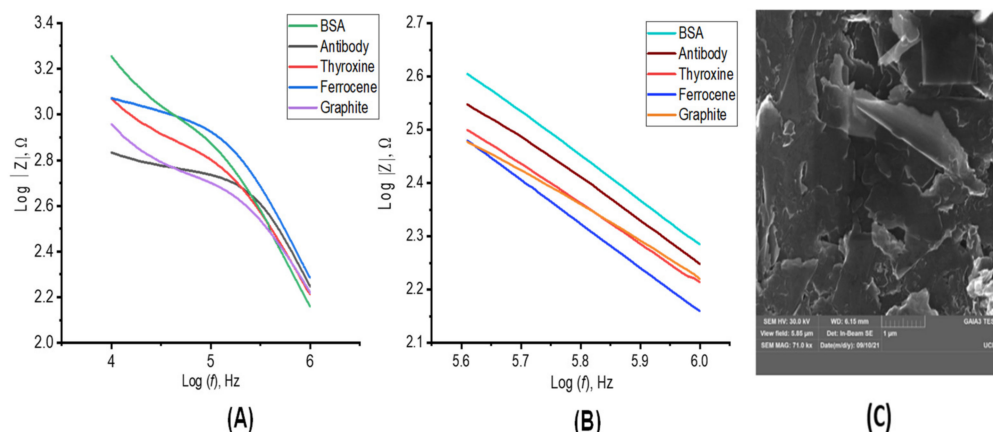 3.4
3.2
3.0
2.8
2.6
2.4
2.2
2.0
Log |Z|, Ω
BSA
Antibody
Thyroxine
Ferrocene
Graphite
4
5
6
Log (f), Hz
(A)
2.7
2.6
2.5
2.4
2.3
2.2
2.1
Log |Z|, Ω
BSA
Antibody
Thyroxine
Ferrocene
Graphite
5.6
5.7
5.8
5.9
6.0
Log (f), Hz
(B)
SEM HV: 30.0 kV WD: 6.15 mm GAIA3 TES
View field: 5.85 µm Det: In-Beam SE 1 µm
SEM MAG: 71.0 kx Date(m/d/y): 09/10/21 UC
(C)